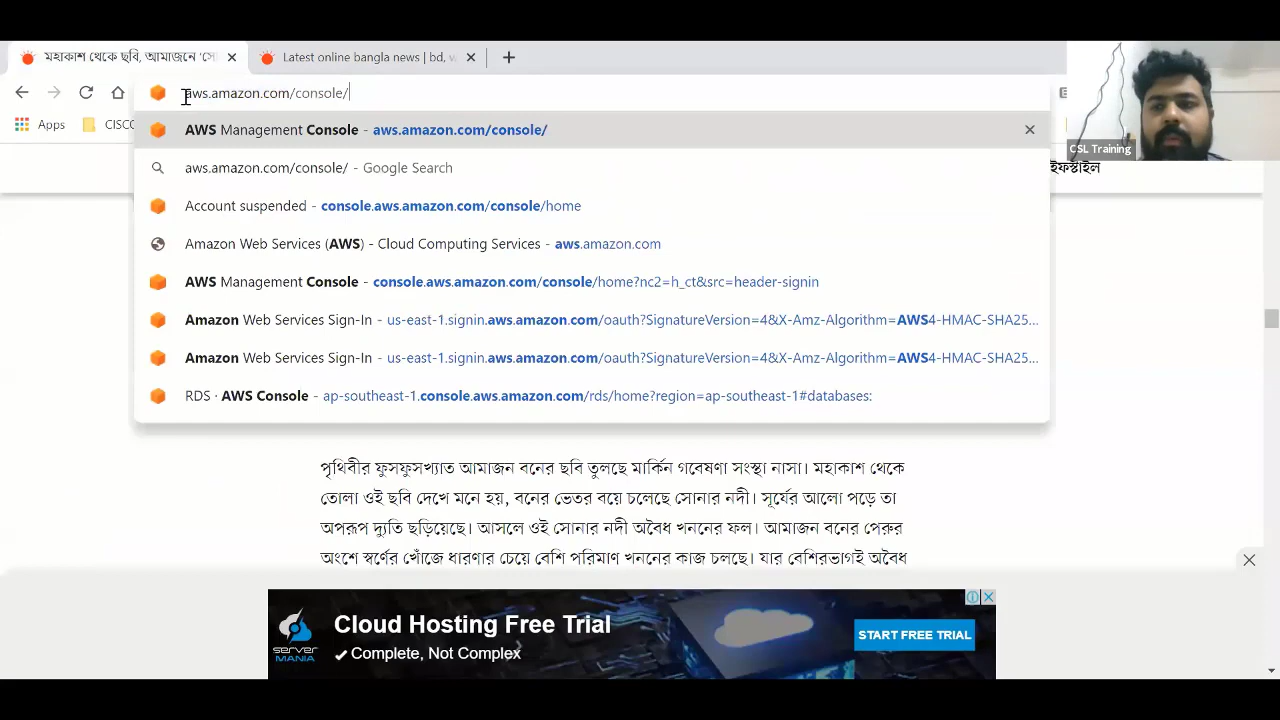 মহাকাশ থেকে ছবি, আমাজনে 'সো
Latest online bangla news | bd, w
aws.amazon.com/console/
Apps
CISCO
AWS Management Console - aws.amazon.com/console/
aws.amazon.com/console/ - Google Search
Account suspended - console.aws.amazon.com/console/home
Amazon Web Services (AWS) - Cloud Computing Services - aws.amazon.com
AWS Management Console - console.aws.amazon.com/console/home?nc2=h_ct&src=header-signin
Amazon Web Services Sign-In - us-east-1.signin.aws.amazon.com/oauth?SignatureVersion=4&X-Amz-Algorithm=AWS4-HMAC-SHA25...
Amazon Web Services Sign-In - us-east-1.signin.aws.amazon.com/oauth?SignatureVersion=4&X-Amz-Algorithm=AWS4-HMAC-SHA25...
RDS · AWS Console - ap-southeast-1.console.aws.amazon.com/rds/home?region=ap-southeast-1#databases:
CSL Training
ইফস্টাইল
পৃথিবীর ফুসফুসখ্যাত আমাজন বনের ছবি তুলছে মার্কিন গবেষণা সংস্থা নাসা। মহাকাশ থেকে
তোলা ওই ছবি দেখে মনে হয়, বনের ভেতর বয়ে চলেছে সোনার নদী। সূর্যের আলো পড়ে তা
অপরূপ দ্যুতি ছড়িয়েছে। আসলে ওই সোনার নদী অবৈধ খননের ফল। আমাজন বনের পেরুর
অংশে স্বর্ণের খোঁজে ধারণার চেয়ে বেশি পরিমাণ খননের কাজ চলছে। যার বেশিরভাগই অবৈধ
SERVER
MANIA
Cloud Hosting Free Trial
✓ Complete, Not Complex
START FREE TRIAL